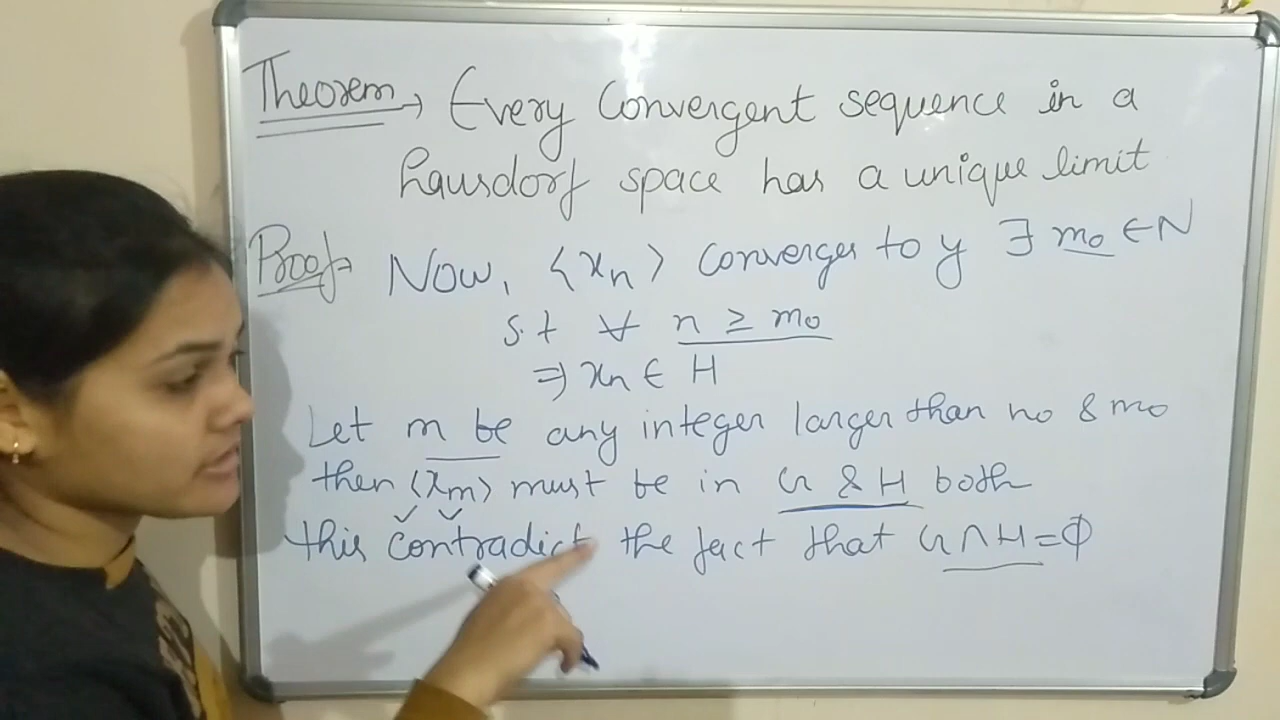 Theorem → Every Convergent sequence in a
hausdorf space has a unique limit
Proof → Now, <xn> converges to y ∃ mo ∈ N
s.t ∀ n ≥ mo
⇒ xn ∈ H
Let m be any integer larger than no & mo
then <xm> must be in G & H both
this contradict the fact that G ∩ H = Φ